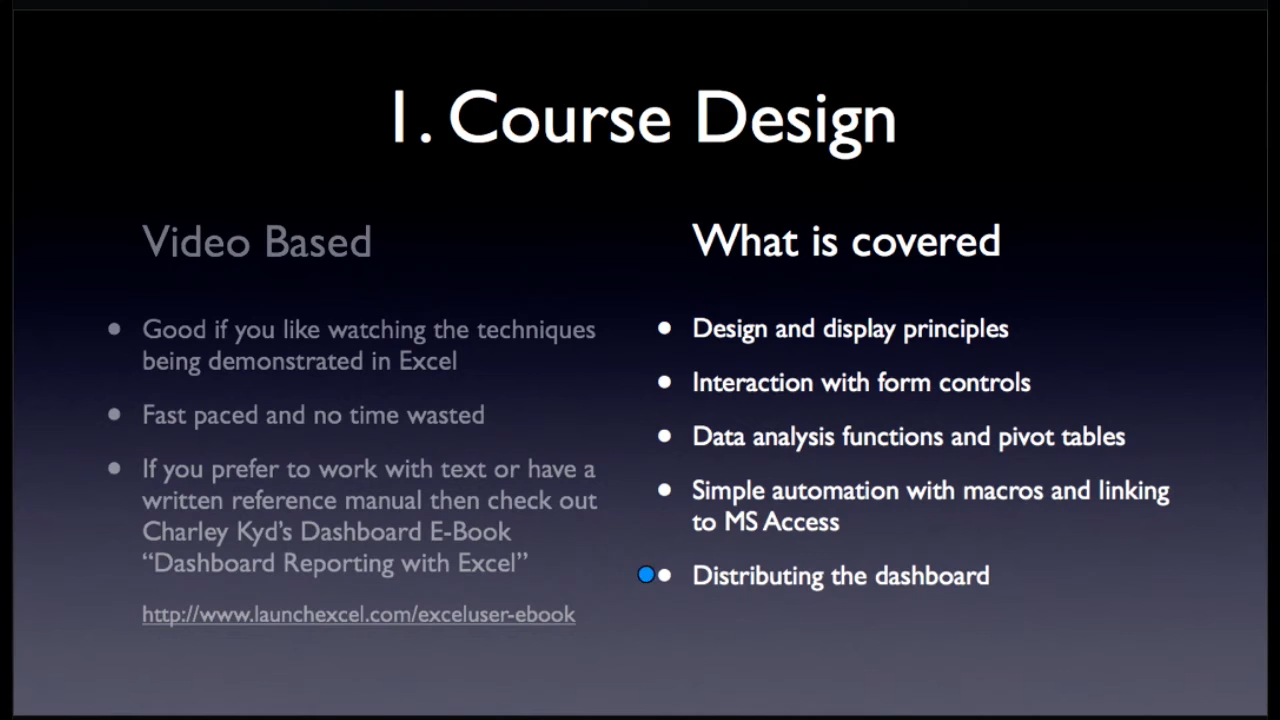 1. Course Design
Video Based
• Good if you like watching the techniques
being demonstrated in Excel
• Fast paced and no time wasted
• If you prefer to work with text or have a
written reference manual then check out
Charley Kyd’s Dashboard E-Book
“Dashboard Reporting with Excel”
http://www.launchexcel.com/exceluser-ebook
What is covered
• Design and display principles
• Interaction with form controls
• Data analysis functions and pivot tables
• Simple automation with macros and linking
to MS Access
• Distributing the dashboard